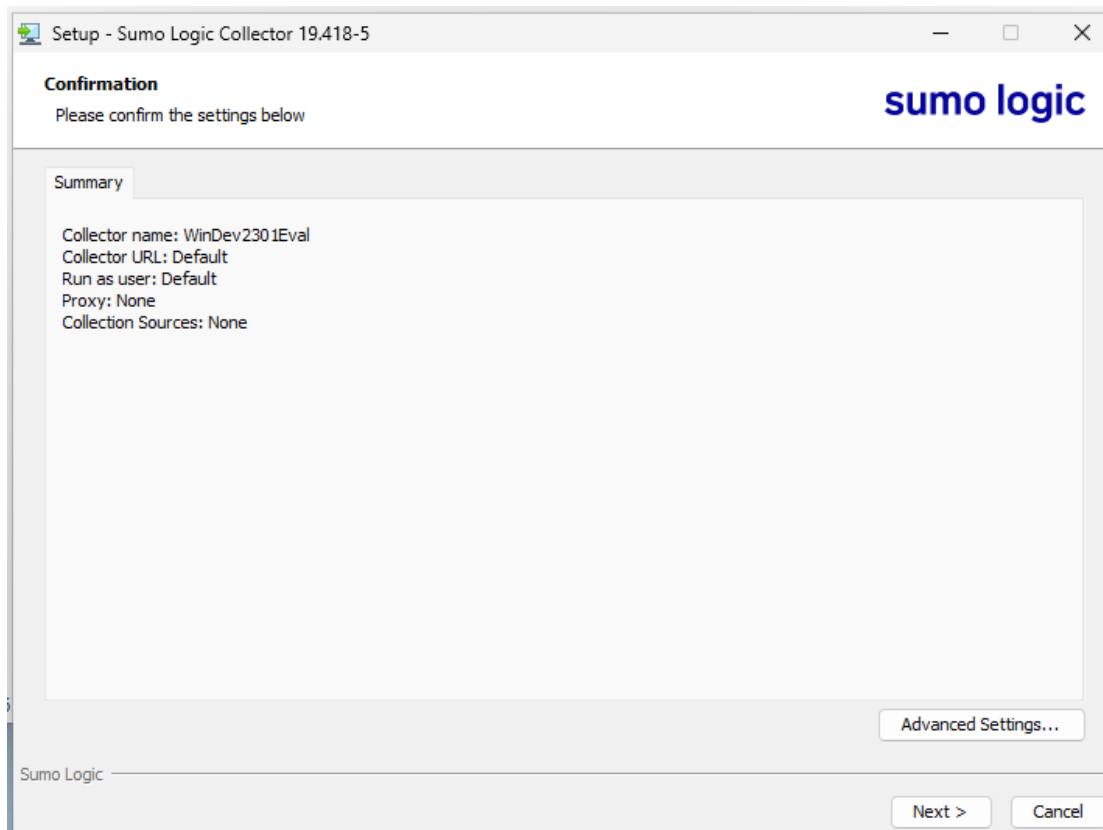 Setup - Sumo Logic Collector 19.418-5
Confirmation
Please confirm the settings below
sumo logic
Summary
Collector name: WinDev2301Eval
Collector URL: Default
Run as user: Default
Proxy: None
Collection Sources: None
Advanced Settings...
Sumo Logic
Next >
Cancel